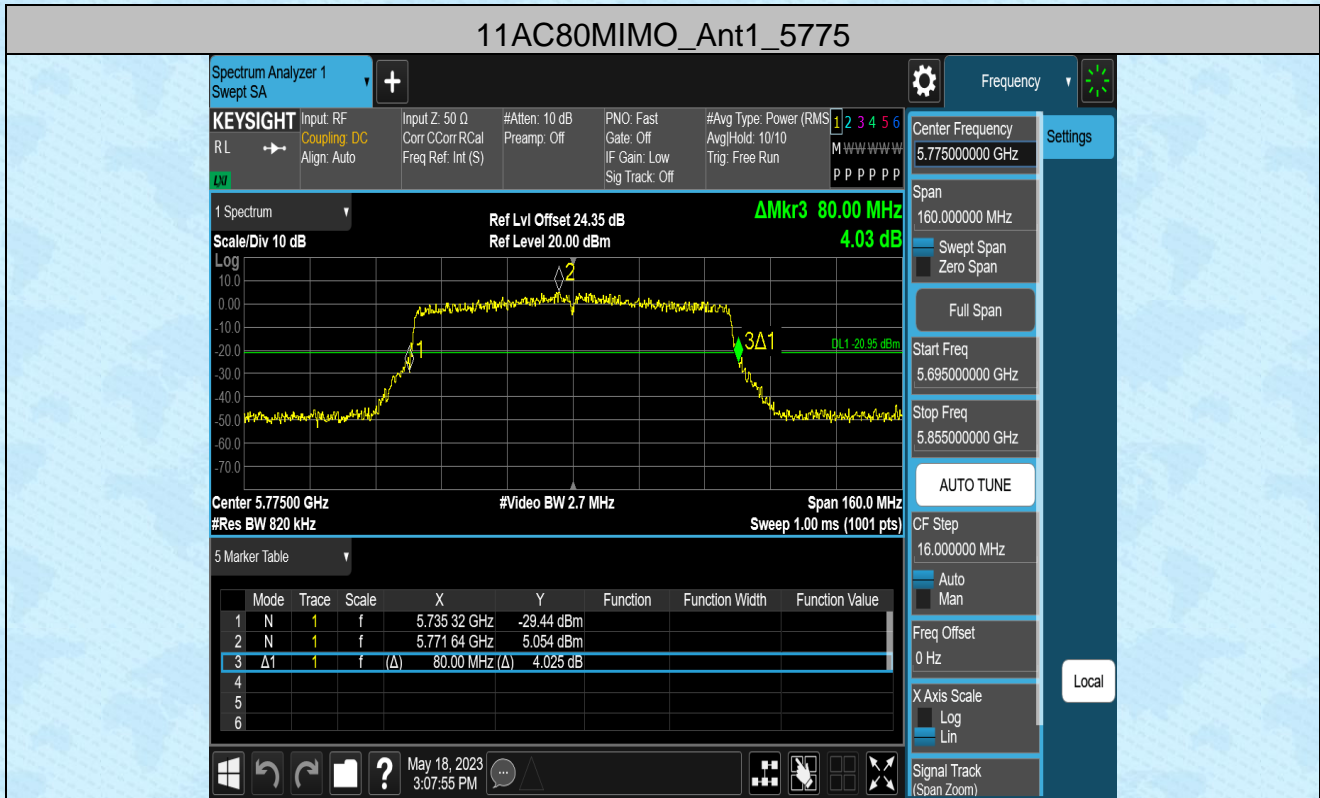 11AC80MIMO_Ant1_5775
Spectrum Analyzer 1
Swept SA
Frequency
KEYSIGHT
RL
LXI
Input: RF
Coupling: DC
Align: Auto
Input Z: 50 Ω
Corr CCorr RCal
Freq Ref: Int (S)
#Atten: 10 dB
Preamp: Off
PNO: Fast
Gate: Off
IF Gain: Low
Sig Track: Off
#Avg Type: Power (RMS
Avg|Hold: 10/10
Trig: Free Run
1 2 3 4 5 6
M W W W W W
P P P P P P
1 Spectrum
Scale/Div 10 dB
Ref Lvl Offset 24.35 dB
Ref Level 20.00 dBm
ΔMkr3 80.00 MHz
4.03 dB
Log
10.0
0.00
-10.0
-20.0
-30.0
-40.0
-50.0
-60.0
-70.0
1
2
3Δ1
DL1 -20.95 dBm
Center 5.77500 GHz
#Res BW 820 kHz
#Video BW 2.7 MHz
Span 160.0 MHz
Sweep 1.00 ms (1001 pts)
5 Marker Table
Mode Trace Scale X Y Function Function Width Function Value
1 N 1 f 5.735 32 GHz -29.44 dBm
2 N 1 f 5.771 64 GHz 5.054 dBm
3 Δ1 1 f (Δ) 80.00 MHz (Δ) 4.025 dB
4
5
6
?
May 18, 2023
3:07:55 PM
Center Frequency
5.775000000 GHz
Span
160.000000 MHz
Swept Span
Zero Span
Full Span
Start Freq
5.695000000 GHz
Stop Freq
5.855000000 GHz
AUTO TUNE
CF Step
16.000000 MHz
Auto
Man
Freq Offset
0 Hz
X Axis Scale
Log
Lin
Signal Track
(Span Zoom)
Settings
Local